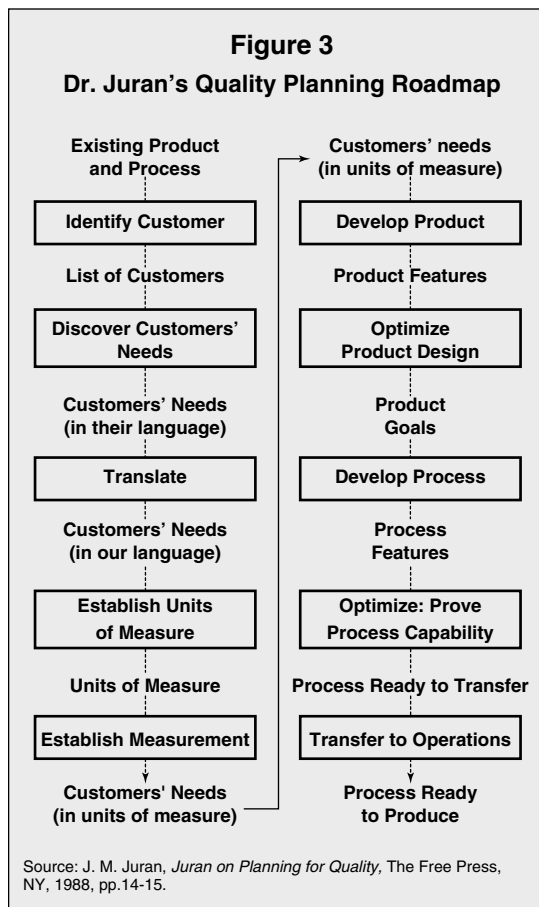 Figure 3
Dr. Juran's Quality Planning Roadmap
Existing Product
and Process
Identify Customer
List of Customers
Discover Customers'
Needs
Customers' Needs
(in their language)
Translate
Customers' Needs
(in our language)
Establish Units
of Measure
Units of Measure
Establish Measurement
Customers' Needs
(in units of measure)
Customers' needs
(in units of measure)
Develop Product
Product Features
Optimize
Product Design
Product
Goals
Develop Process
Process
Features
Optimize: Prove
Process Capability
Process Ready to Transfer
Transfer to Operations
Process Ready
to Produce
Source: J. M. Juran, Juran on Planning for Quality, The Free Press,
NY, 1988, pp.14-15.